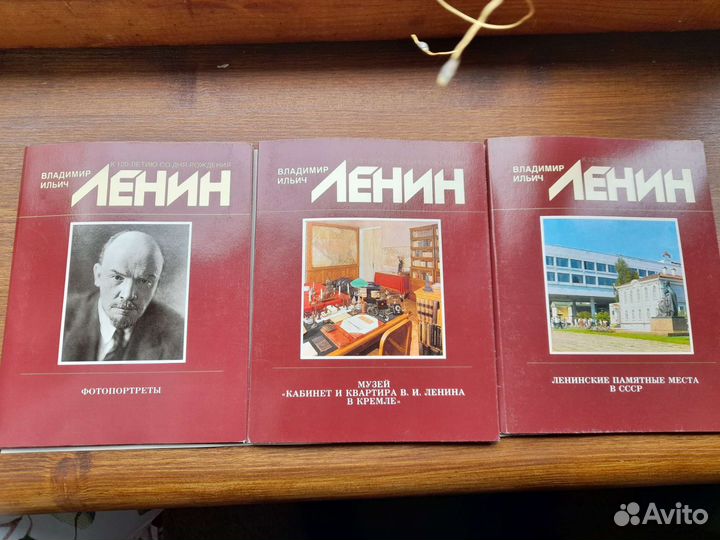 К 120-ЛЕТИЮ СО ДНЯ РОЖДЕНИЯ
ВЛАДИМИР
ИЛЬИЧ
ЛЕНИН
ФОТОПОРТРЕТЫ
ВЛАДИМИР
ИЛЬИЧ
ЛЕНИН
МУЗЕЙ
«КАБИНЕТ И КВАРТИРА В. И. ЛЕНИНА
В КРЕМЛЕ»
ВЛАДИМИР
ИЛЬИЧ
ЛЕНИН
ЛЕНИНСКИЕ ПАМЯТНЫЕ МЕСТА
В СССР
Avito